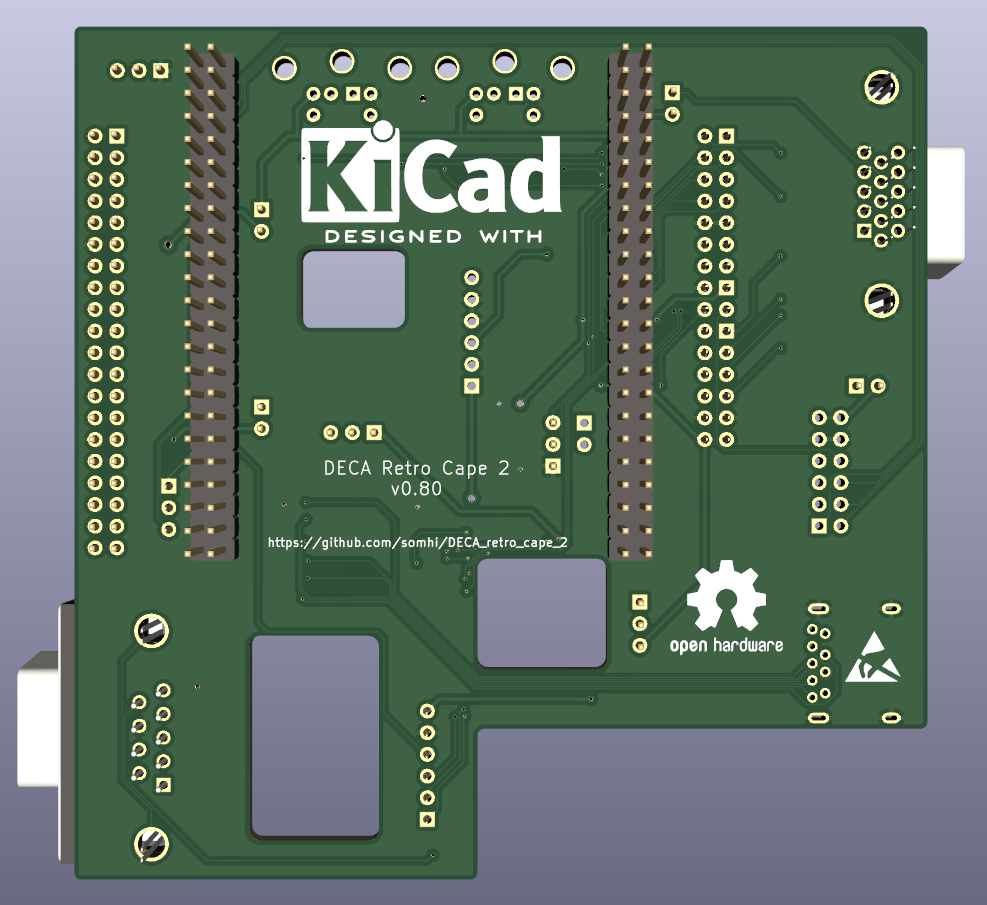 KiCad
DESIGNED WITH
DECA Retro Cape 2
v0.80
https://github.com/somhi/DECA_retro_cape_2
open hardware